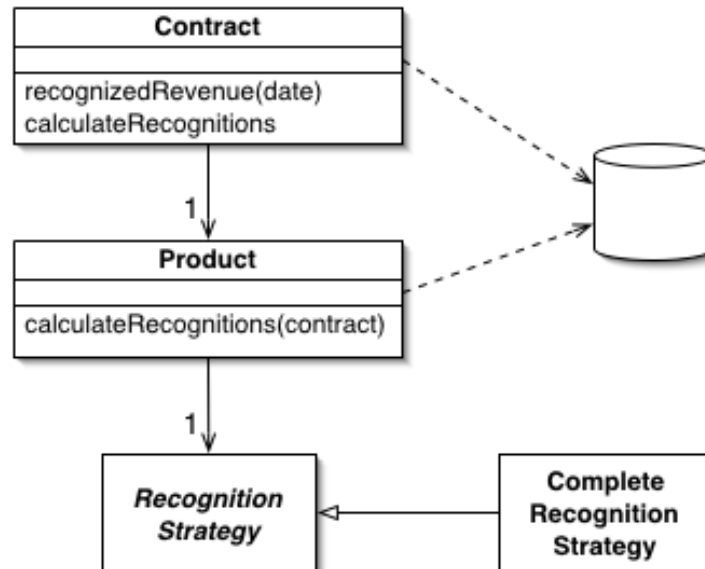 Contract
recognizedRevenue(date)
calculateRecognitions
1
Product
calculateRecognitions(contract)
1
Recognition
Strategy
Complete
Recognition
Strategy